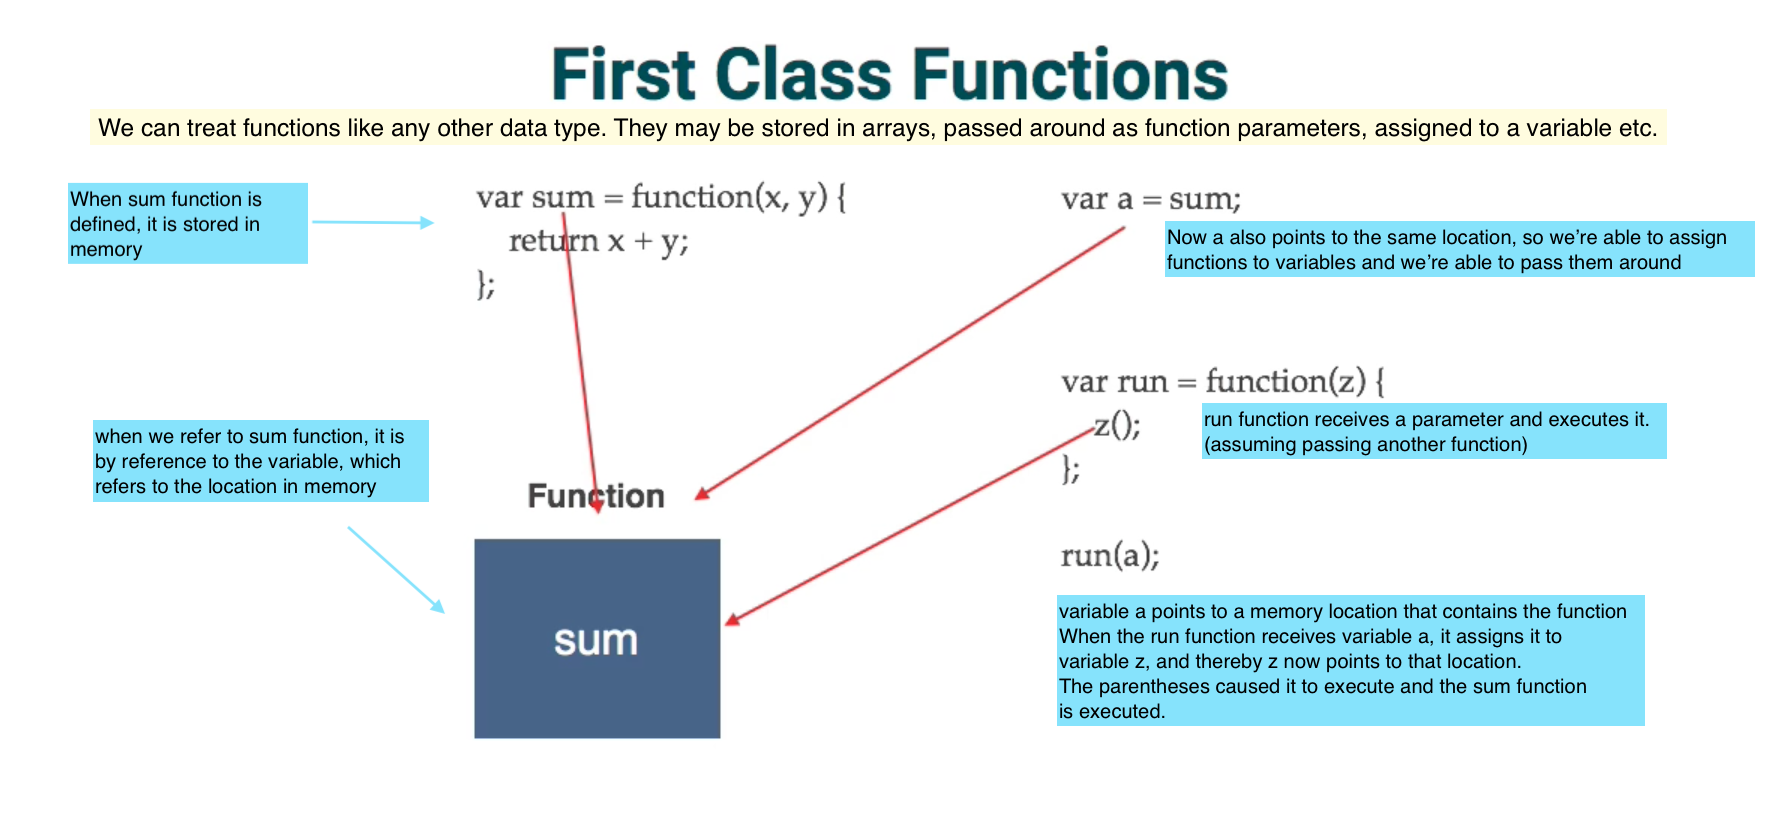 First Class Functions
We can treat functions like any other data type. They may be stored in arrays, passed around as function parameters, assigned to a variable etc.
When sum function is
defined, it is stored in
memory
var sum = function(x, y) {
return x + y;
};
var a = sum;
Now a also points to the same location, so we’re able to assign
functions to variables and we’re able to pass them around
var run = function(z) {
z();
};
run function receives a parameter and executes it.
(assuming passing another function)
when we refer to sum function, it is
by reference to the variable, which
refers to the location in memory
Function
sum
run(a);
variable a points to a memory location that contains the function
When the run function receives variable a, it assigns it to
variable z, and thereby z now points to that location.
The parentheses caused it to execute and the sum function
is executed.